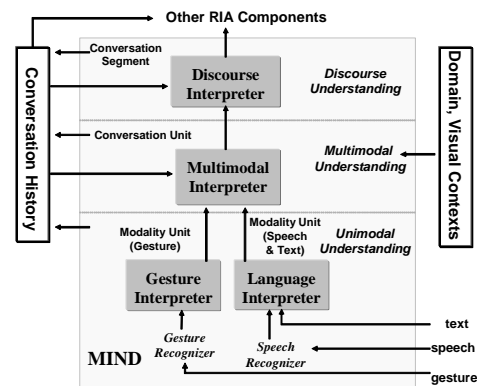 Other RIA Components
Conversation
Segment
Discourse
Interpreter
Discourse
Understanding
Conversation History
Conversation Unit
Multimodal
Interpreter
Multimodal
Understanding
Domain, Visual Contexts
Modality Unit
(Gesture)
Modality Unit
(Speech
& Text)
Unimodal
Understanding
Gesture
Interpreter
Language
Interpreter
Gesture
Recognizer
Speech
Recognizer
MIND
text
speech
gesture